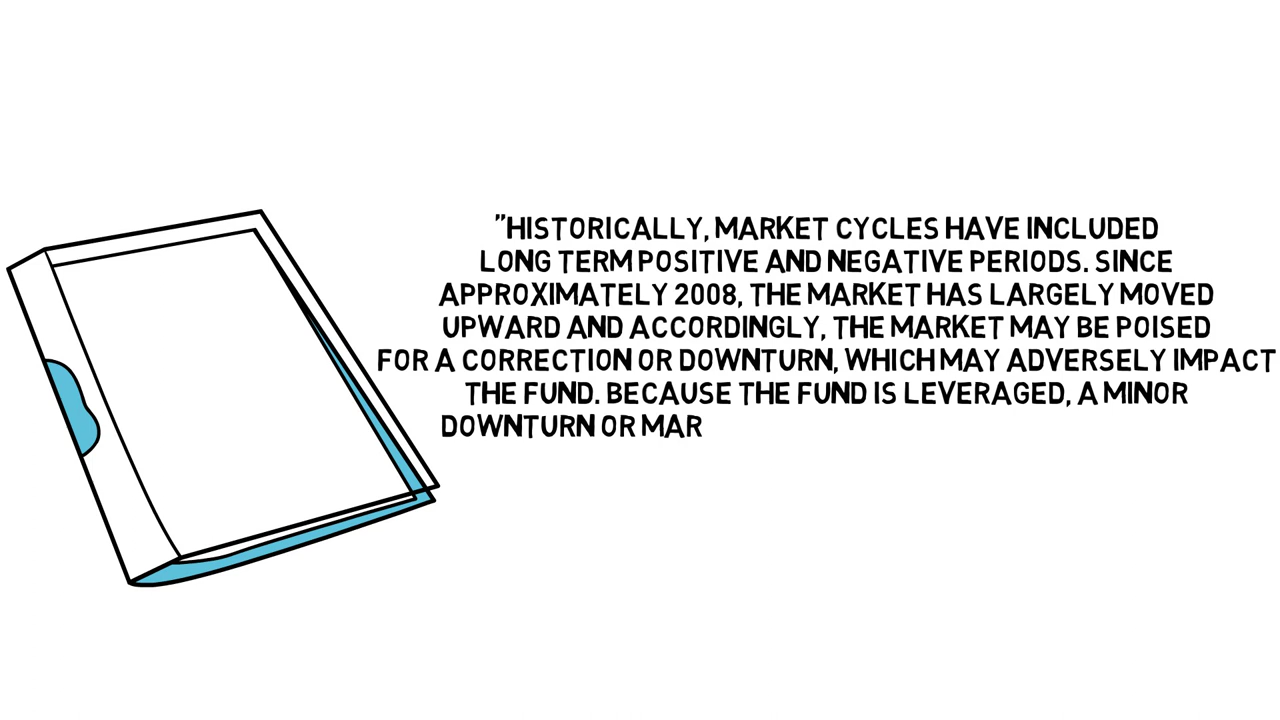 "HISTORICALLY, MARKET CYCLES HAVE INCLUDED
LONG TERM POSITIVE AND NEGATIVE PERIODS. SINCE
APPROXIMATELY 2008, THE MARKET HAS LARGELY MOVED
UPWARD AND ACCORDINGLY, THE MARKET MAY BE POISED
FOR A CORRECTION OR DOWNTURN, WHICH MAY ADVERSELY IMPACT
THE FUND. BECAUSE THE FUND IS LEVERAGED, A MINOR
DOWNTURN OR MAR